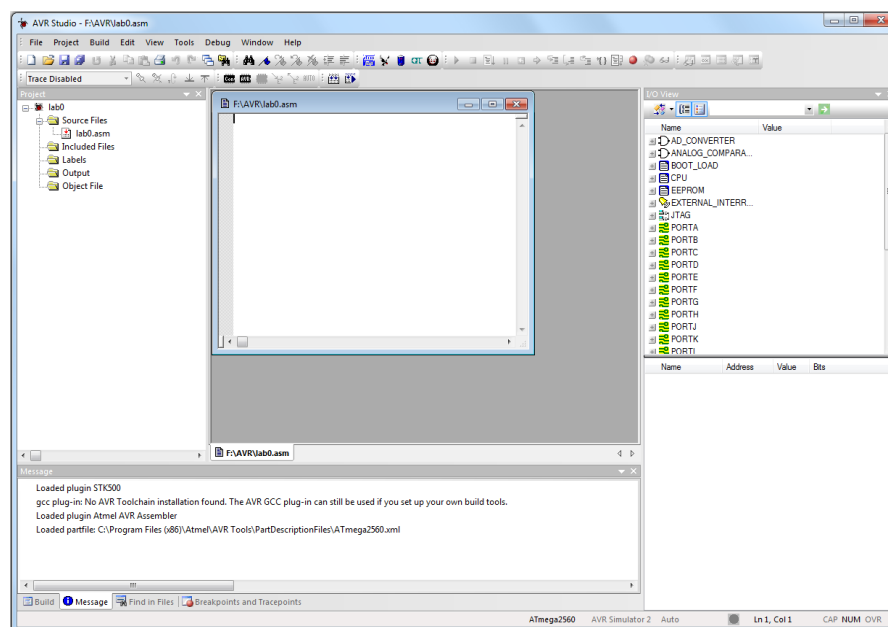 AVR Studio - F:\AVR\lab0.asm
File Project Build Edit View Tools Debug Window Help
Trace Disabled
Project
lab0
Source Files
lab0.asm
Included Files
Labels
Output
Object File
F:\AVR\lab0.asm
F:\AVR\lab0.asm
I/O View
Name Value
AD_CONVERTER
ANALOG_COMPARA...
BOOT_LOAD
CPU
EEPROM
EXTERNAL_INTERR...
JTAG
PORTA
PORTB
PORTC
PORTD
PORTE
PORTF
PORTG
PORTH
PORTJ
PORTK
PORTL
Name Address Value Bits
Message
Loaded plugin STK500
gcc plug-in: No AVR Toolchain installation found. The AVR GCC plug-in can still be used if you set up your own build tools.
Loaded plugin Atmel AVR Assembler
Loaded partfile: C:\Program Files (x86)\Atmel\AVR Tools\PartDescriptionFiles\ATmega2560.xml
Build Message Find in Files Breakpoints and Tracepoints
ATmega2560 AVR Simulator 2 Auto Ln 1, Col 1 CAP NUM OVR